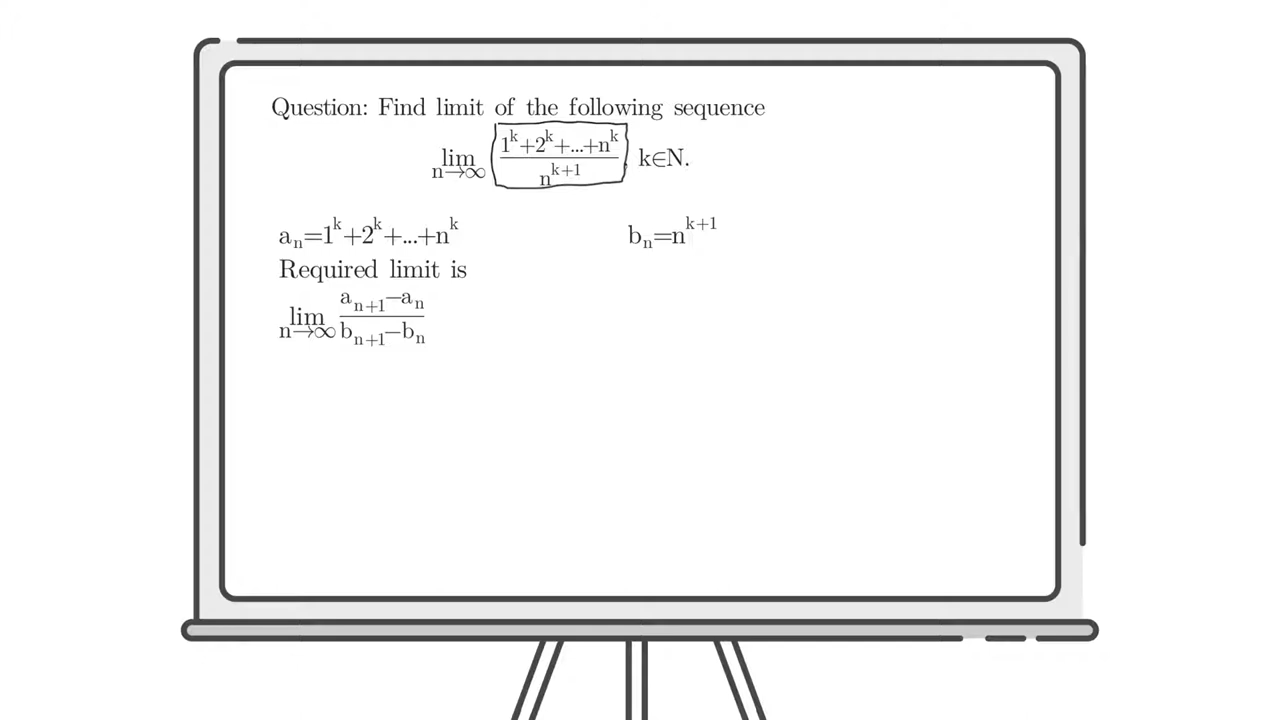 Question: Find limit of the following sequence
lim n→∞ (1^k+2^k+...+n^k)/(n^{k+1}) k∈N.
a_n=1^k+2^k+...+n^k b_n=n^{k+1}
Required limit is
lim n→∞ (a_{n+1}−a_n)/(b_{n+1}−b_n)